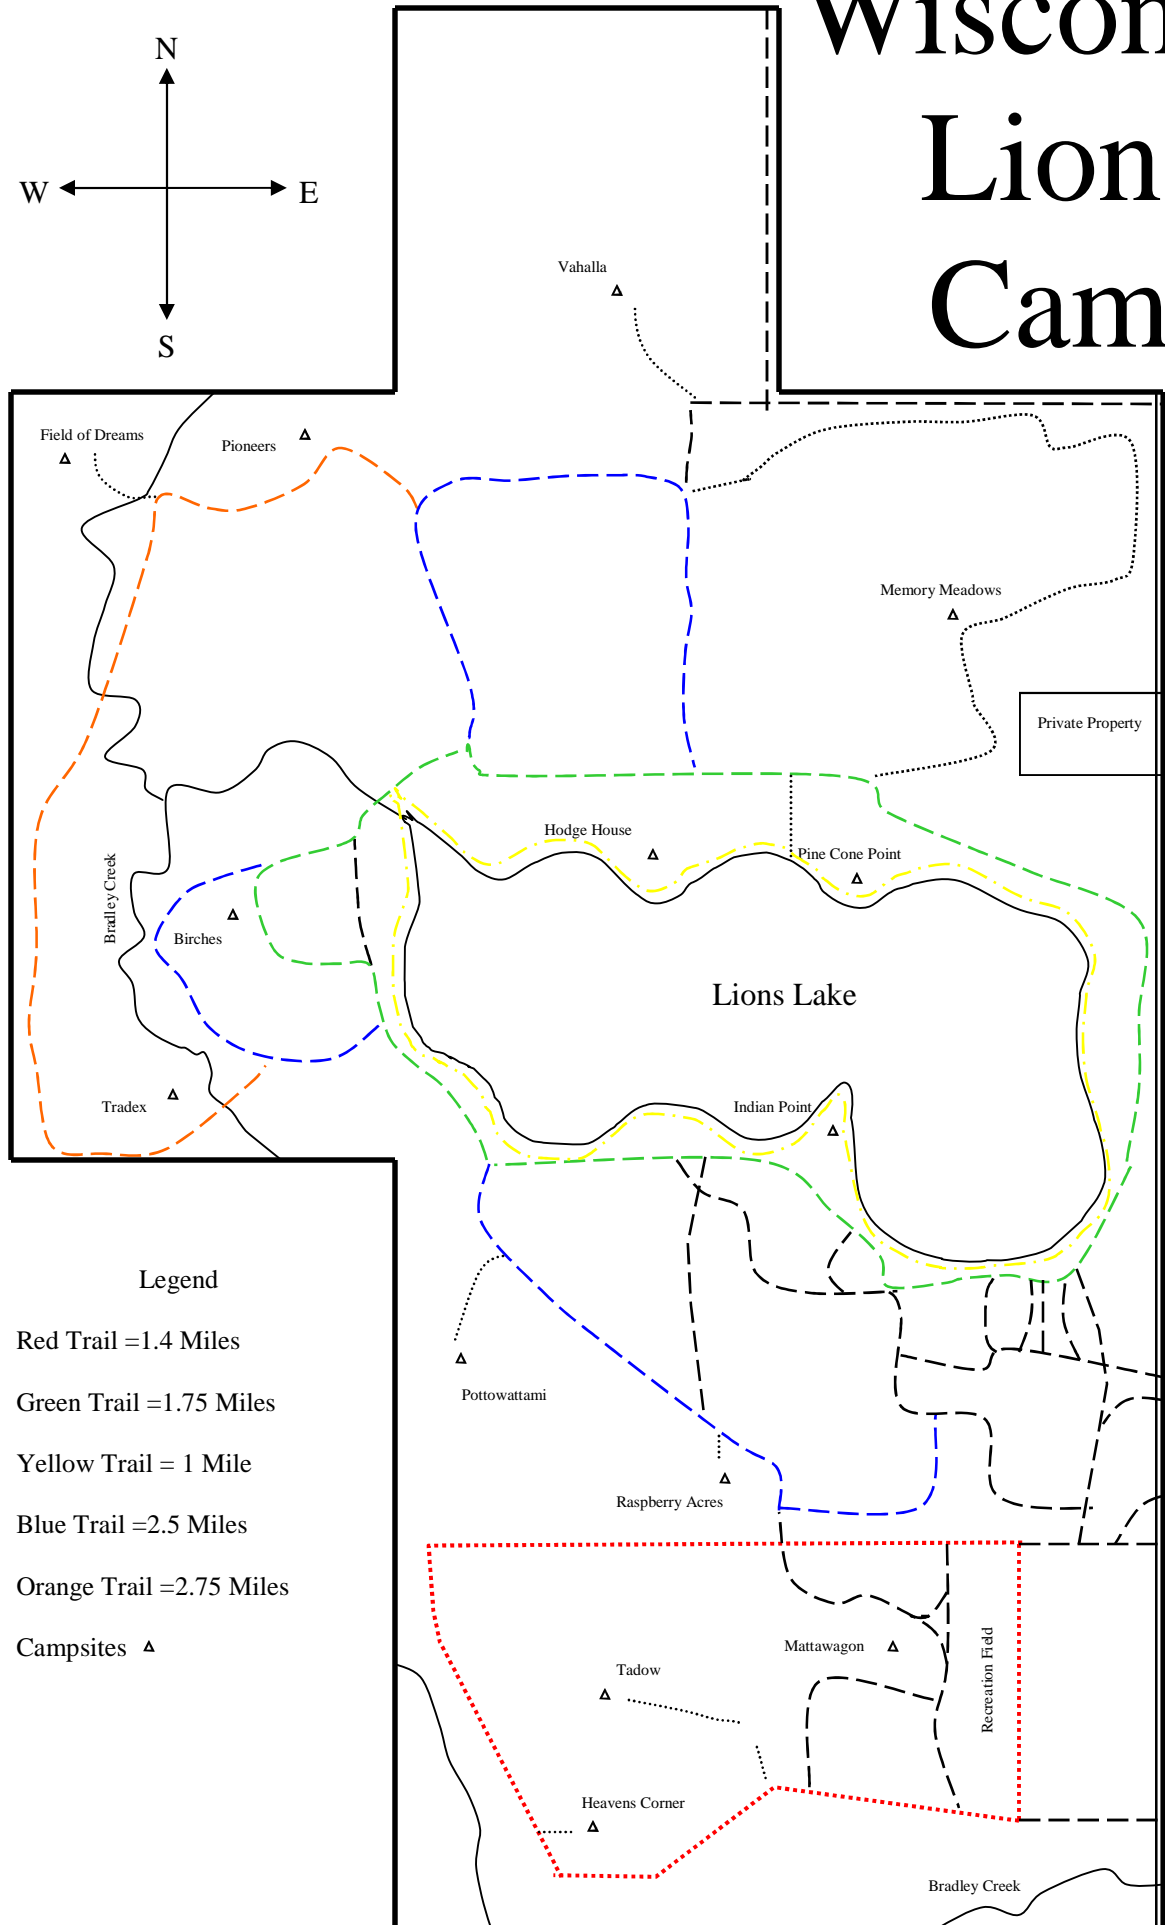 Wiscon
Lion
Cam
N
W
E
S
Vahalla
Field of Dreams
Pioneers
Memory Meadows
Private Property
Hodge House
Pine Cone Point
Bradley Creek
Birches
Lions Lake
Tradex
Indian Point
Legend
Red Trail =1.4 Miles
Green Trail =1.75 Miles
Yellow Trail = 1 Mile
Blue Trail =2.5 Miles
Orange Trail =2.75 Miles
Campsites
Pottowattami
Raspberry Acres
Mattawagon
Recreation Field
Tadow
Heavens Corner
Bradley Creek